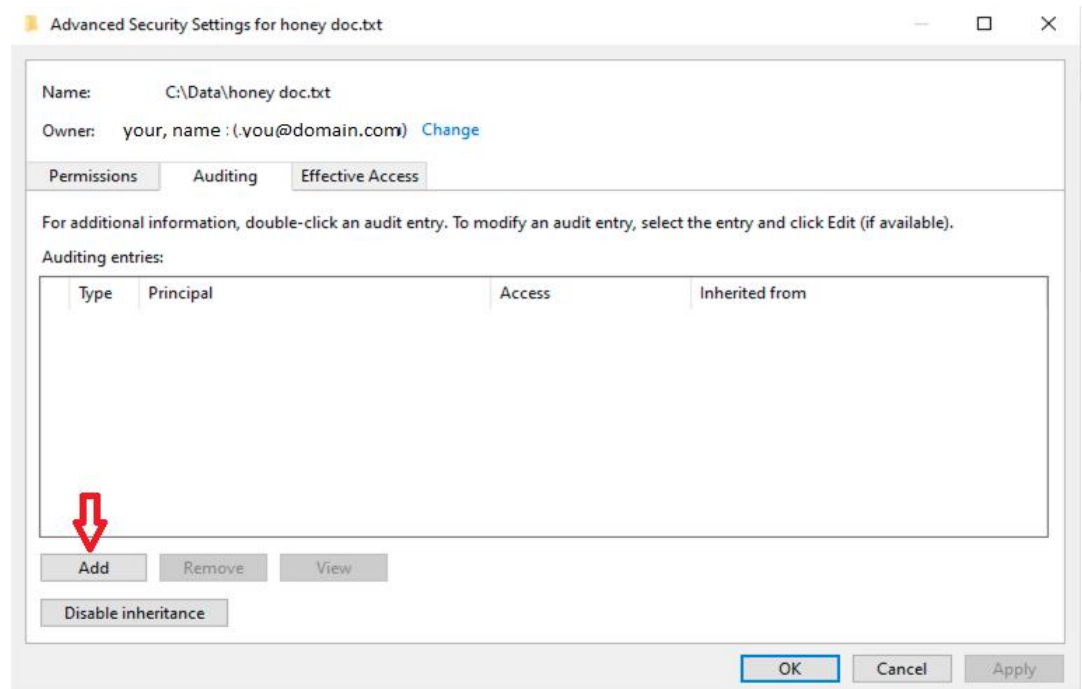 Advanced Security Settings for honey doc.txt
Name: C:\Data\honey doc.txt
Owner: your, name : (.you@domain.com) Change
Permissions Auditing Effective Access
For additional information, double-click an audit entry. To modify an audit entry, select the entry and click Edit (if available).
Auditing entries:
Type Principal Access Inherited from
Add Remove View
Disable inheritance
OK Cancel Apply